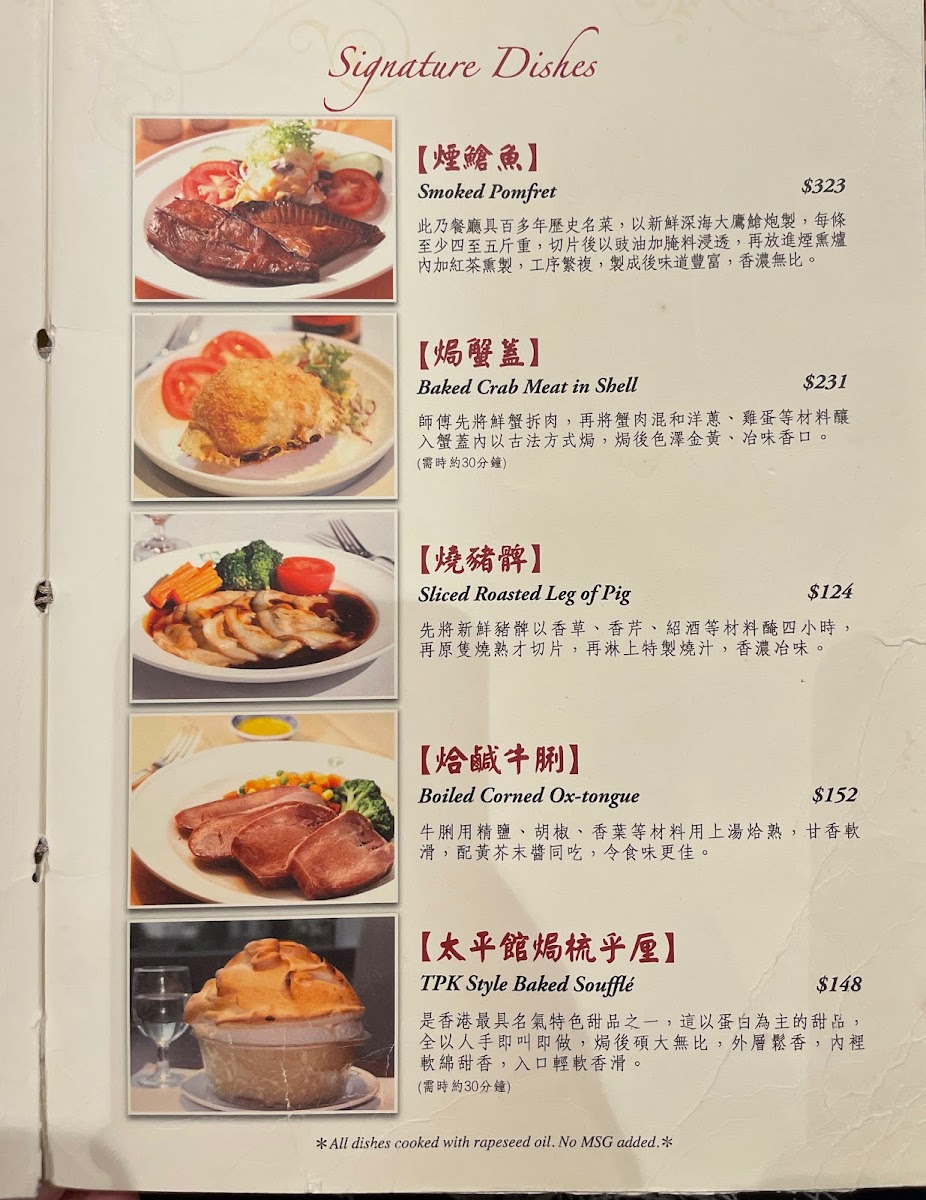 Signature Dishes
【煙鱠魚】
Smoked Pomfret $323
此乃餐廳具百多年歷史名菜，以新鮮深海大鷹鱠炮製，每條
至少四至五斤重，切片後以豉油加腌料浸透，再放進煙熏爐
內加紅茶熏製，工序繁複，製成後味道豐富，香濃無比。
【焗蟹蓋】
Baked Crab Meat in Shell $231
師傅先將鮮蟹拆肉，再將蟹肉混和洋蔥、雞蛋等材料釀
入蟹蓋內以古法方式焗，焗後色澤金黃、冶味香口。
(需時約30分鐘)
【燒豬髀】
Sliced Roasted Leg of Pig $124
先將新鮮豬髀以香草、香芹、紹酒等材料醃四小時，
再原隻燒熟才切片，再淋上特製燒汁，香濃冶味。
【烚鹹牛脷】
Boiled Corned Ox-tongue $152
牛脷用精鹽、胡椒、香葉等材料用上湯烚熟，甘香軟
滑，配黃芥末醬同吃，令食味更佳。
【太平館焗梳乎厘】
TPK Style Baked Soufflé $148
是香港最具名氣特色甜品之一，這以蛋白為主的甜品，
全以人手即叫即做，焗後碩大無比，外層鬆香，內裡
軟綿甜香，入口輕軟香滑。
(需時約30分鐘)
＊All dishes cooked with rapeseed oil. No MSG added.＊